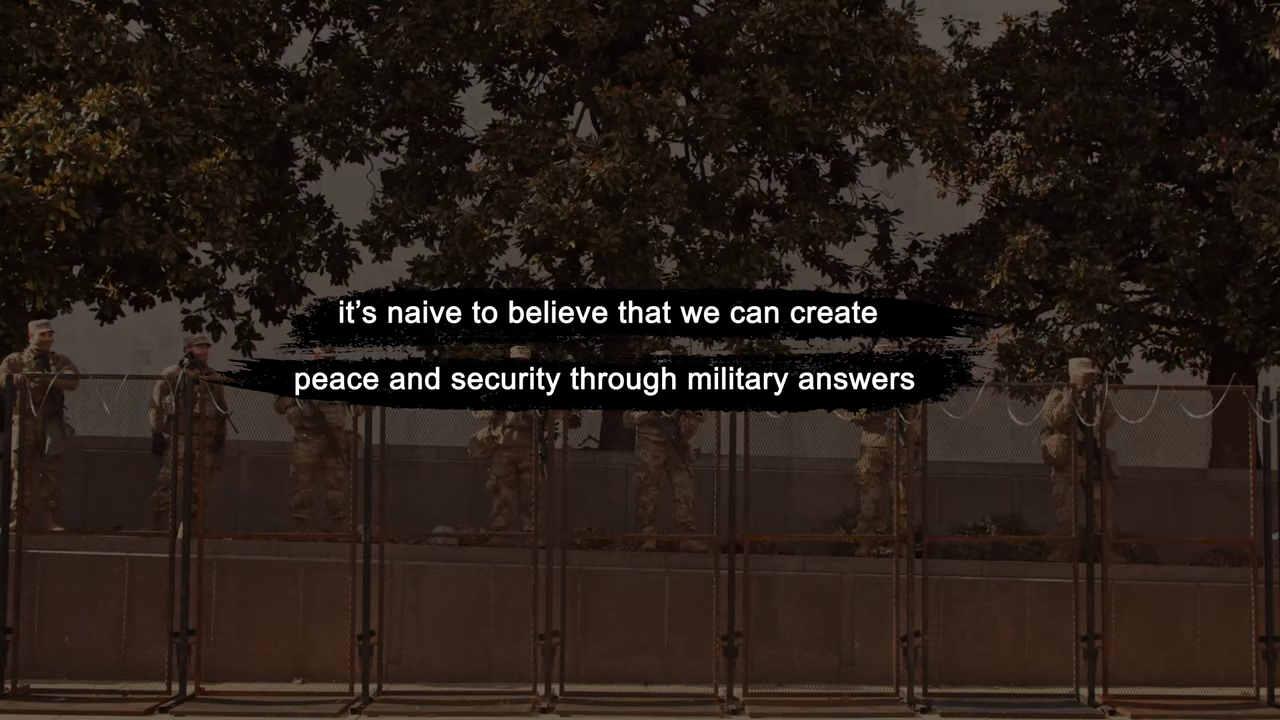 it’s naive to believe that we can create
peace and security through military answers